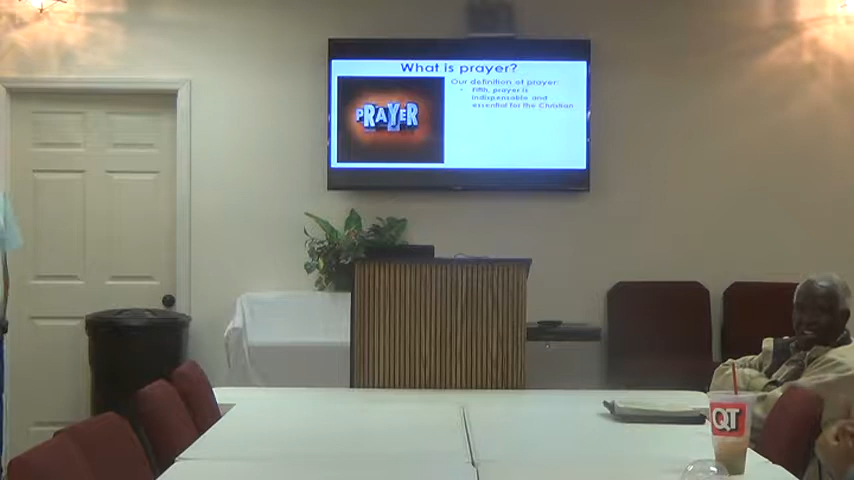 What is prayer?
Our definition of prayer:
• Fifth, prayer is
indispensable and
essential for the Christian
PRAYER
QT